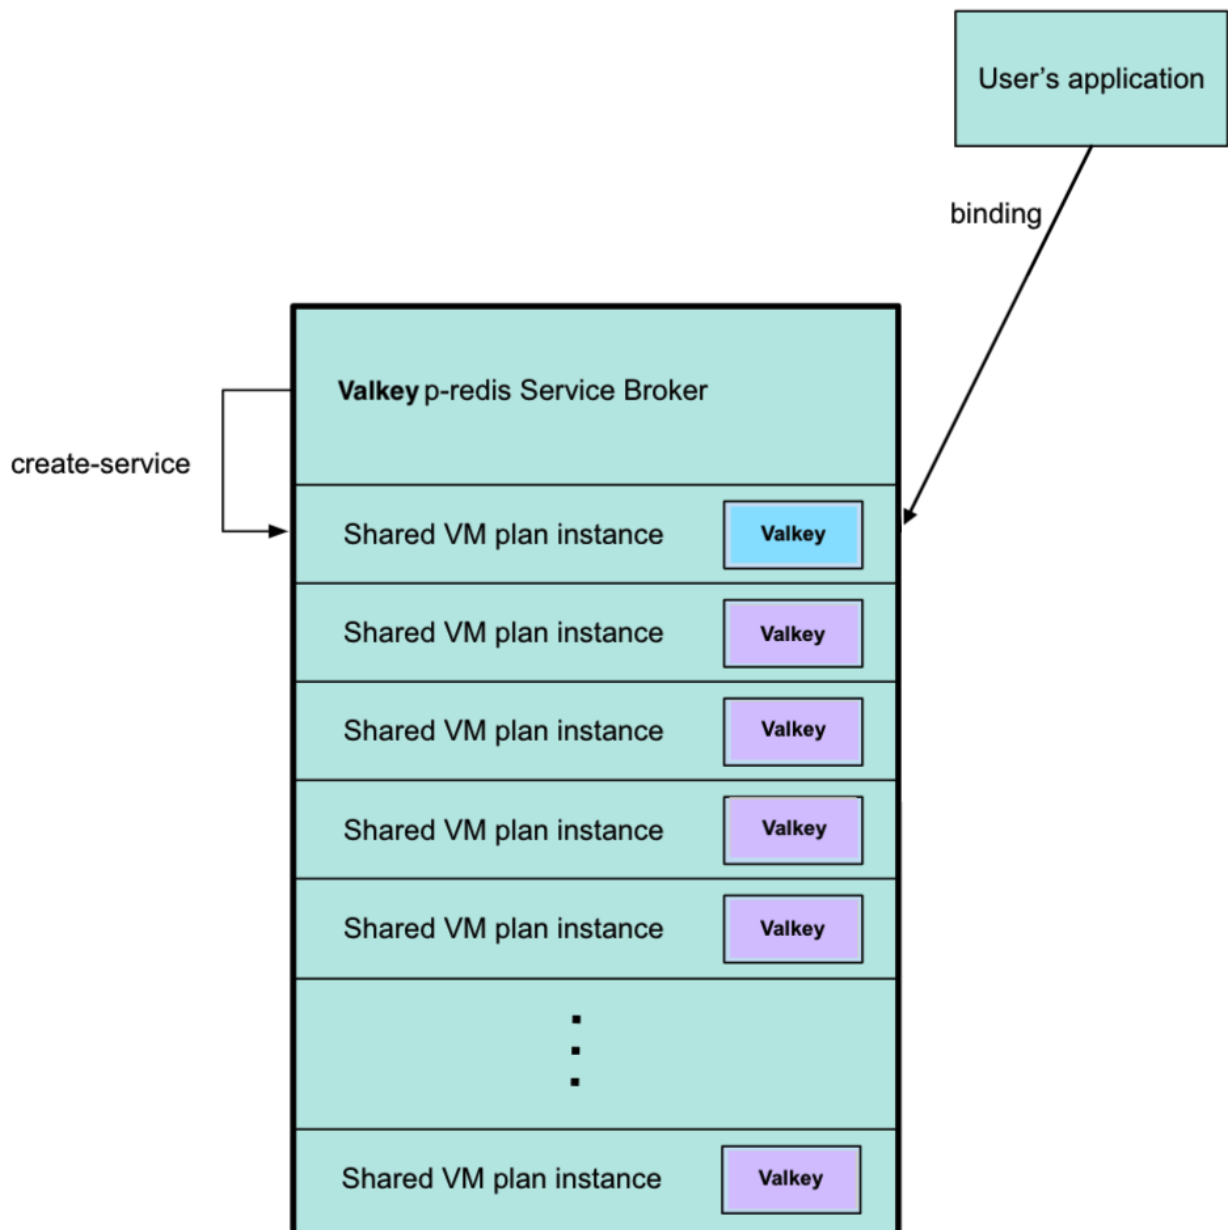 User's application
binding
Valkey p-redis Service Broker
create-service
Shared VM plan instance Valkey
Shared VM plan instance Valkey
Shared VM plan instance Valkey
Shared VM plan instance Valkey
Shared VM plan instance Valkey
Shared VM plan instance Valkey